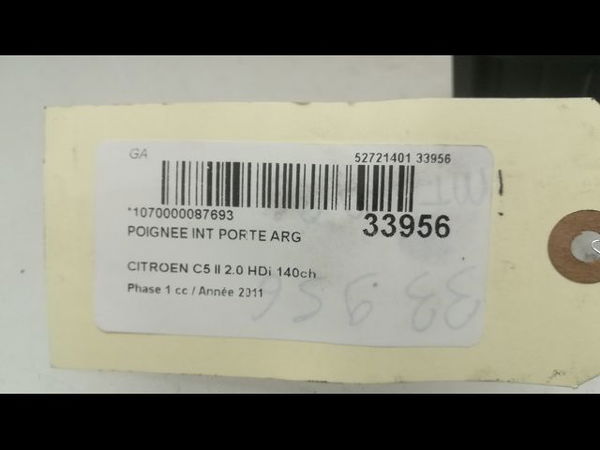 GA 52721401 33956
*1070000087693
33956
POIGNEE INT PORTE ARG
CITROEN C5 II 2.0 HDi 140ch
Phase 1 cc / Année 2011
33956